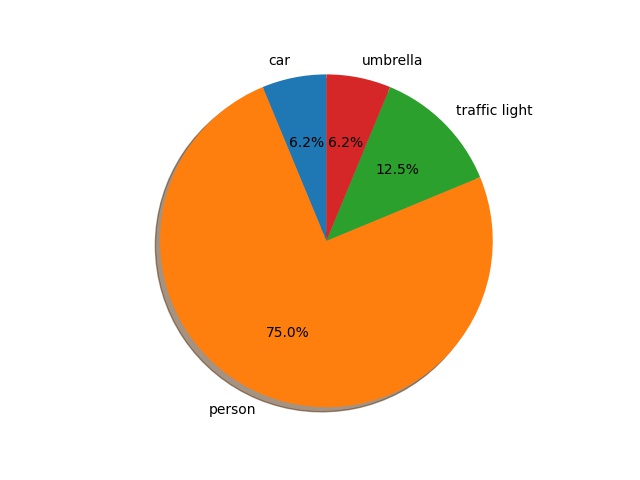 car
umbrella
traffic light
6.2%
6.2%
12.5%
75.0%
person